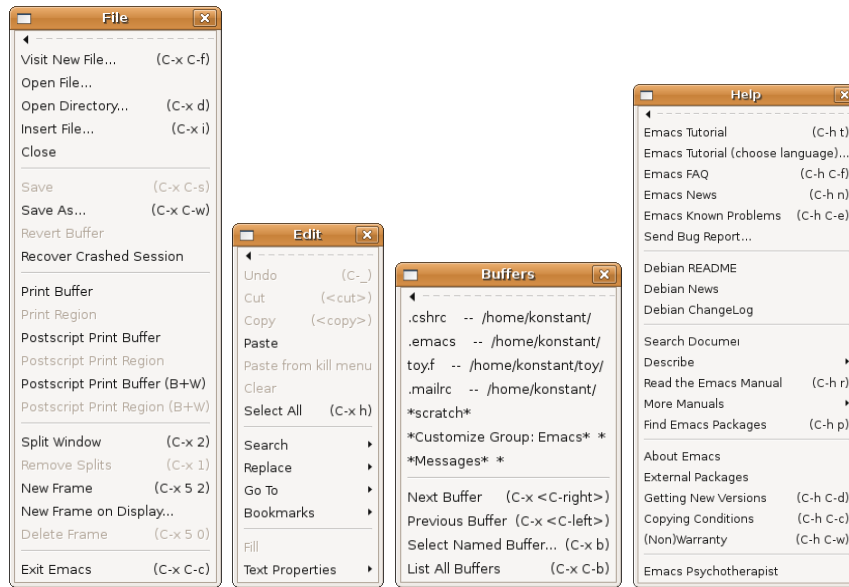 File
Visit New File... (C-x C-f)
Open File...
Open Directory... (C-x d)
Insert File... (C-x i)
Close
Save (C-x C-s)
Save As... (C-x C-w)
Revert Buffer
Recover Crashed Session
Print Buffer
Print Region
Postscript Print Buffer
Postscript Print Region
Postscript Print Buffer (B+W)
Postscript Print Region (B+W)
Split Window (C-x 2)
Remove Splits (C-x 1)
New Frame (C-x 5 2)
New Frame on Display...
Delete Frame (C-x 5 0)
Exit Emacs (C-x C-c)
Edit
Undo (C-_)
Cut (<cut>)
Copy (<copy>)
Paste
Paste from kill menu
Clear
Select All (C-x h)
Search
Replace
Go To
Bookmarks
Fill
Text Properties
Buffers
.cshrc -- /home/konstant/
.emacs -- /home/konstant/
toy.f -- /home/konstant/toy/
.mailrc -- /home/konstant/
*scratch*
*Customize Group: Emacs* *
*Messages* *
Next Buffer (C-x <C-right>)
Previous Buffer (C-x <C-left>)
Select Named Buffer... (C-x b)
List All Buffers (C-x C-b)
Help
Emacs Tutorial (C-h t)
Emacs Tutorial (choose language)...
Emacs FAQ (C-h C-f)
Emacs News (C-h n)
Emacs Known Problems (C-h C-e)
Send Bug Report...
Debian README
Debian News
Debian ChangeLog
Search Documei
Describe
Read the Emacs Manual (C-h r)
More Manuals
Find Emacs Packages (C-h p)
About Emacs
External Packages
Getting New Versions (C-h C-d)
Copying Conditions (C-h C-c)
(Non)Warranty (C-h C-w)
Emacs Psychotherapist